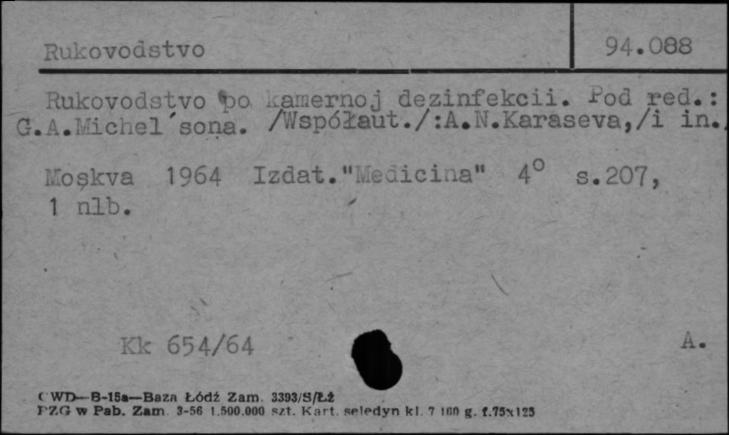 Rukovodstvo 94.088
Rukovodstvo po kamernoj dezinfekcii. Pod red.:
G.A.Michel'sona. /Współaut./:A.N.Karaseva,/i in./
Moskva 1964 Izdat."Medicina" 4° s.207,
1 nlb.
Kk 654/64 A.
CWD—B-15a—Baza Łódź Zam. 3393/S/Łż
PZG w Pab. Zam. 3-56 1.500.000 szt. Kart. seledyn kl. 7 160 g. f.75x125